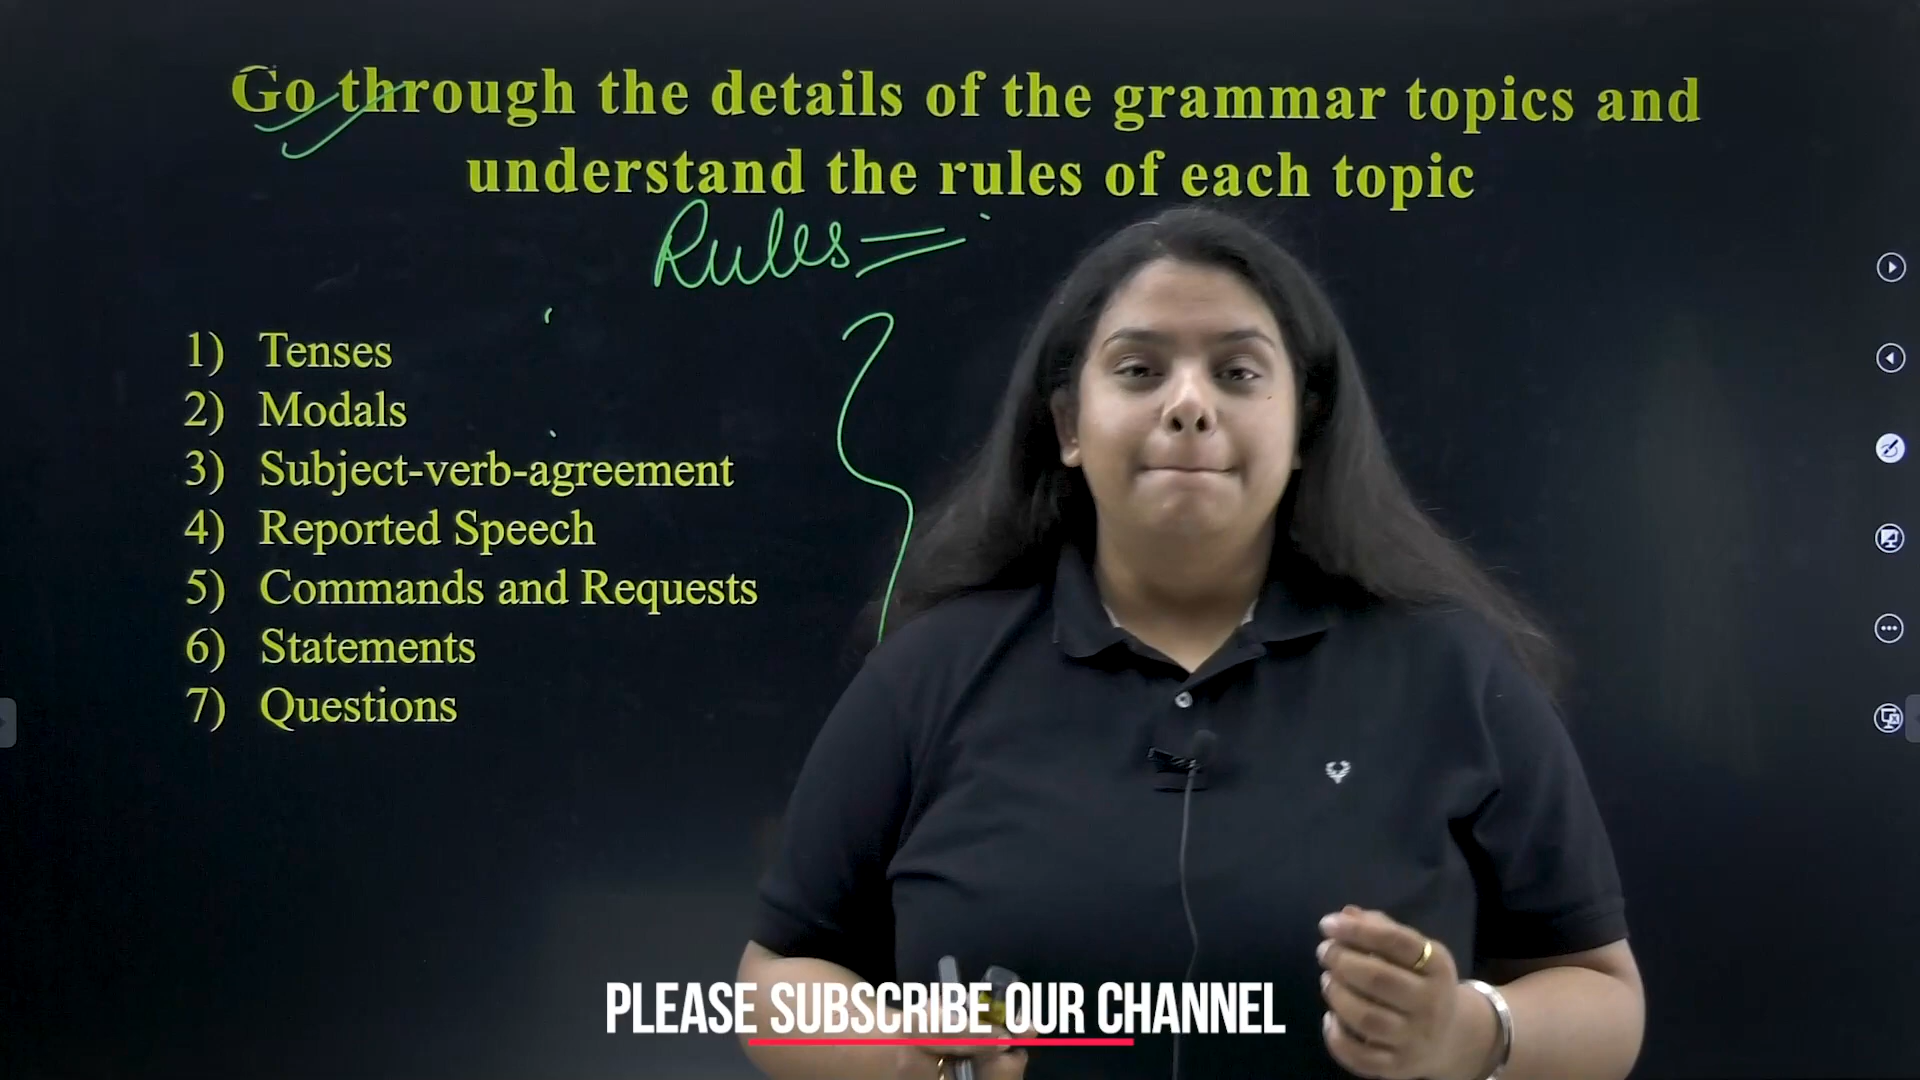 Go through the details of the grammar topics and
understand the rules of each topic
Rules
1) Tenses
2) Modals
3) Subject-verb-agreement
4) Reported Speech
5) Commands and Requests
6) Statements
7) Questions
PLEASE SUBSCRIBE OUR CHANNEL